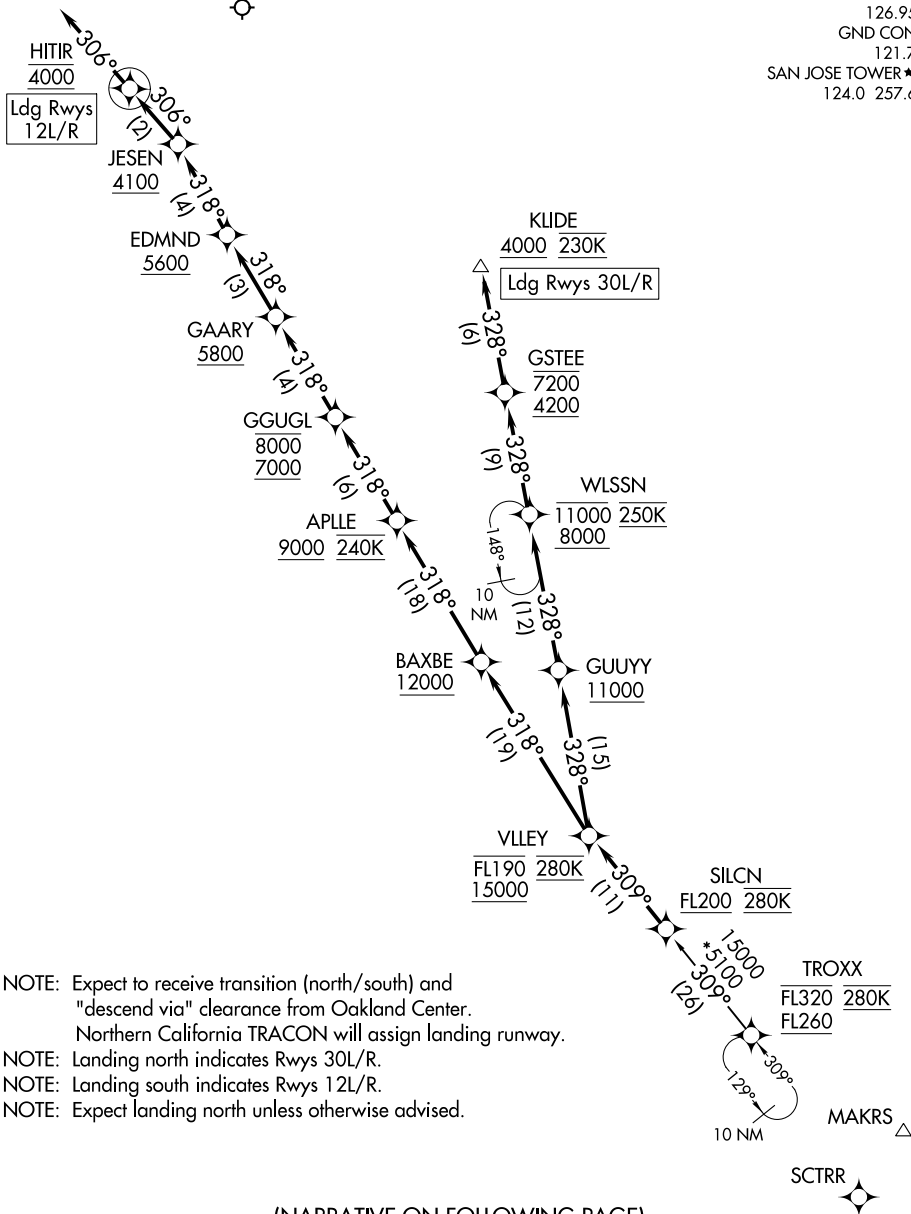 126.95
GND CON
121.7
SAN JOSE TOWER★
124.0 257.6
306°
HITIR
4000
Ldg Rwys
12L/R
306°
(2)
JESEN
4100
318°
(4)
EDMND
5600
318°
(3)
GAARY
5800
318°
(4)
GGUGL
8000
7000
318°
(6)
APLLE
9000 240K
318°
(18)
BAXBE
12000
318°
(19)
KLIDE
4000 230K
Ldg Rwys 30L/R
328°
(6)
GSTEE
7200
4200
328°
(9)
WLSSN
11000 250K
8000
148°
10
NM
328°
(12)
GUUYY
11000
328°
(15)
VLLEY
FL190 280K
15000
309°
(11)
SILCN
FL200 280K
15000
*5100
309°
(26)
TROXX
FL320 280K
FL260
309°
129°
10 NM
MAKRS
SCTRR
NOTE: Expect to receive transition (north/south) and
"descend via" clearance from Oakland Center.
Northern California TRACON will assign landing runway.
NOTE: Landing north indicates Rwys 30L/R.
NOTE: Landing south indicates Rwys 12L/R.
NOTE: Expect landing north unless otherwise advised.
(NARRATIVE ON FOLLOWING PAGE)